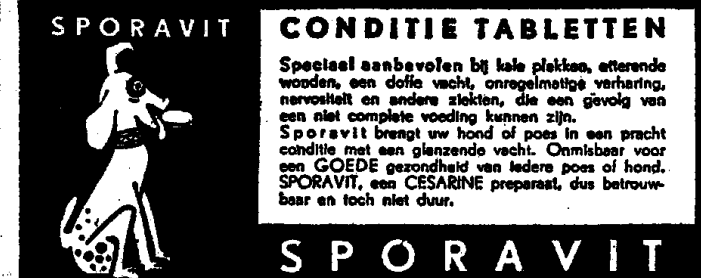 SPORAVIT
CONDITIE TABLETTEN
Speciaal aanbevolen bij kale plekken, etterende
wonden, een doffe vacht, onregelmatige verharing,
nervositeit en andere ziekten, die een gevolg van
een niet complete voeding kunnen zijn.
Sporavit brengt uw hond of poes in een pracht
conditie met een glanzende vacht. Onmisbaar voor
een GOEDE gezondheid van iedere poes of hond.
SPORAVIT, een CESARINE preparaat, dus betrouw-
baar en toch niet duur.
SPORAVIT